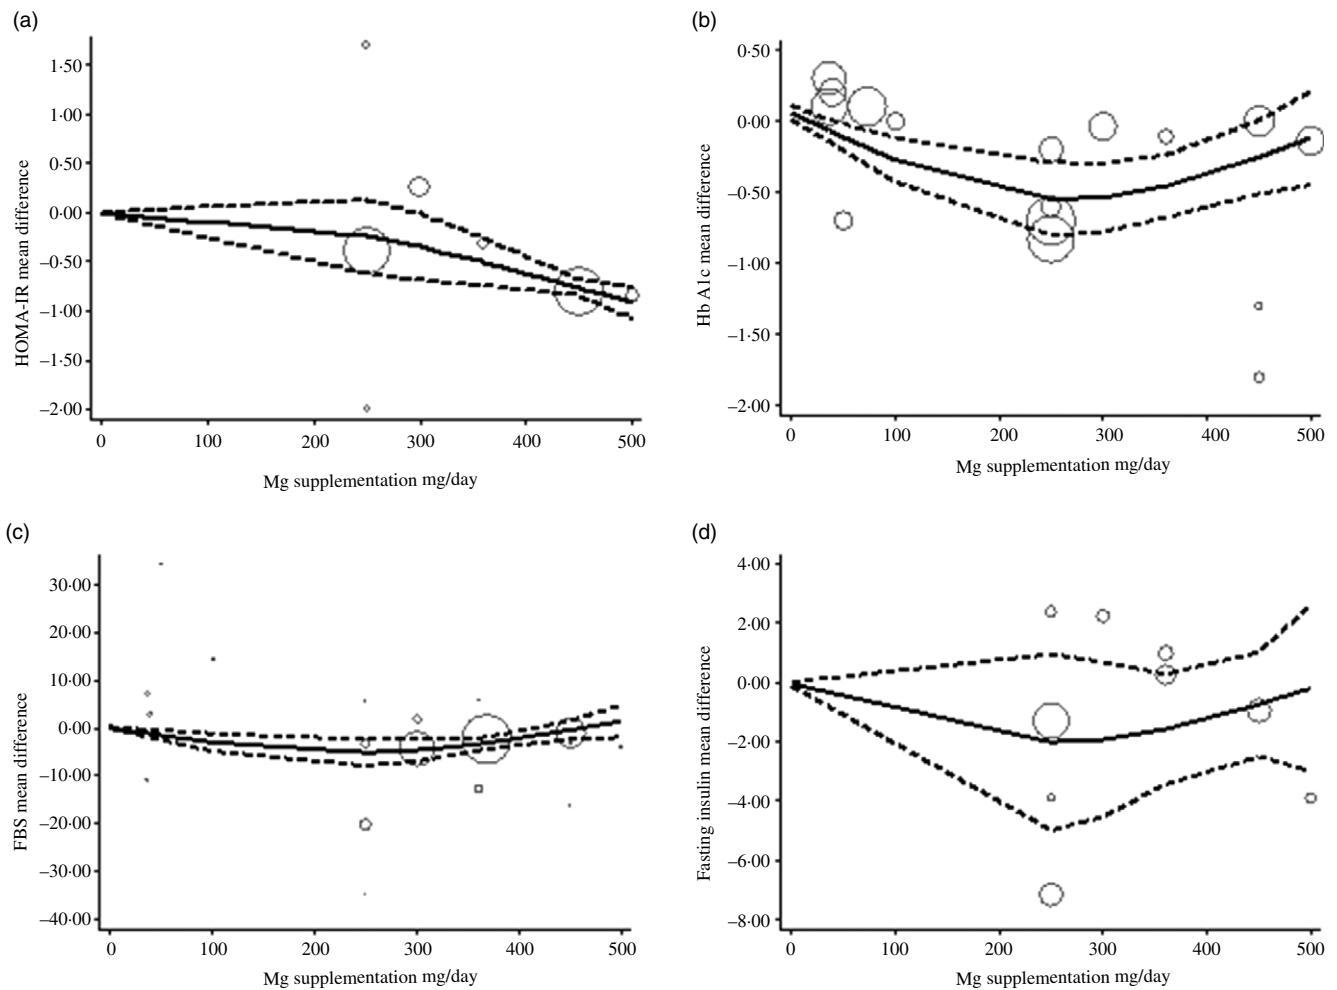 (a)
HOMA-IR mean difference
1·50
1·00
0·50
0·00
–0·50
–1·00
–1·50
–2·00
0 100 200 300 400 500
Mg supplementation mg/day
(b)
Hb A1c mean difference
0·50
0·00
–0·50
–1·00
–1·50
–2·00
0 100 200 300 400 500
Mg supplementation mg/day
(c)
FBS mean difference
30·00
20·00
10·00
0·00
–10·00
–20·00
–30·00
–40·00
0 100 200 300 400 500
Mg supplementation mg/day
(d)
Fasting insulin mean difference
4·00
2·00
0·00
–2·00
–4·00
–6·00
–8·00
0 100 200 300 400 500
Mg supplementation mg/day